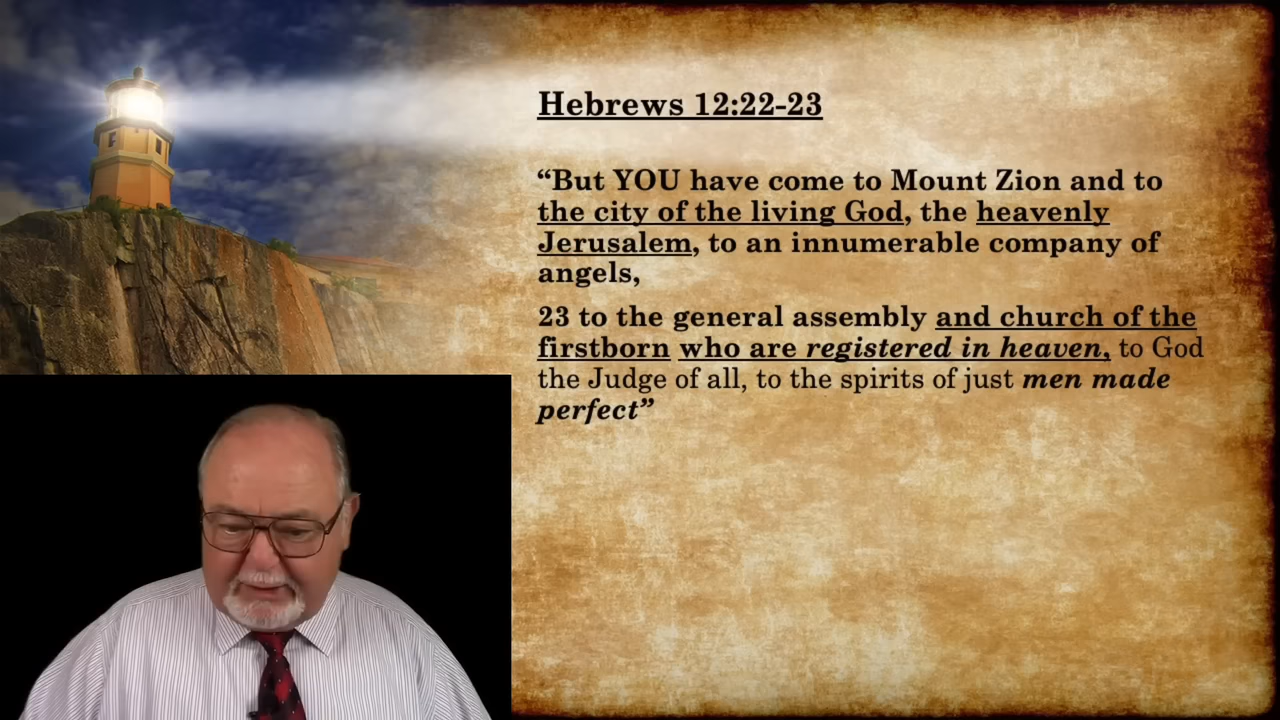 Hebrews 12:22-23
“But YOU have come to Mount Zion and to
the city of the living God, the heavenly
Jerusalem, to an innumerable company of
angels,
23 to the general assembly and church of the
firstborn who are registered in heaven, to God
the Judge of all, to the spirits of just men made
perfect”